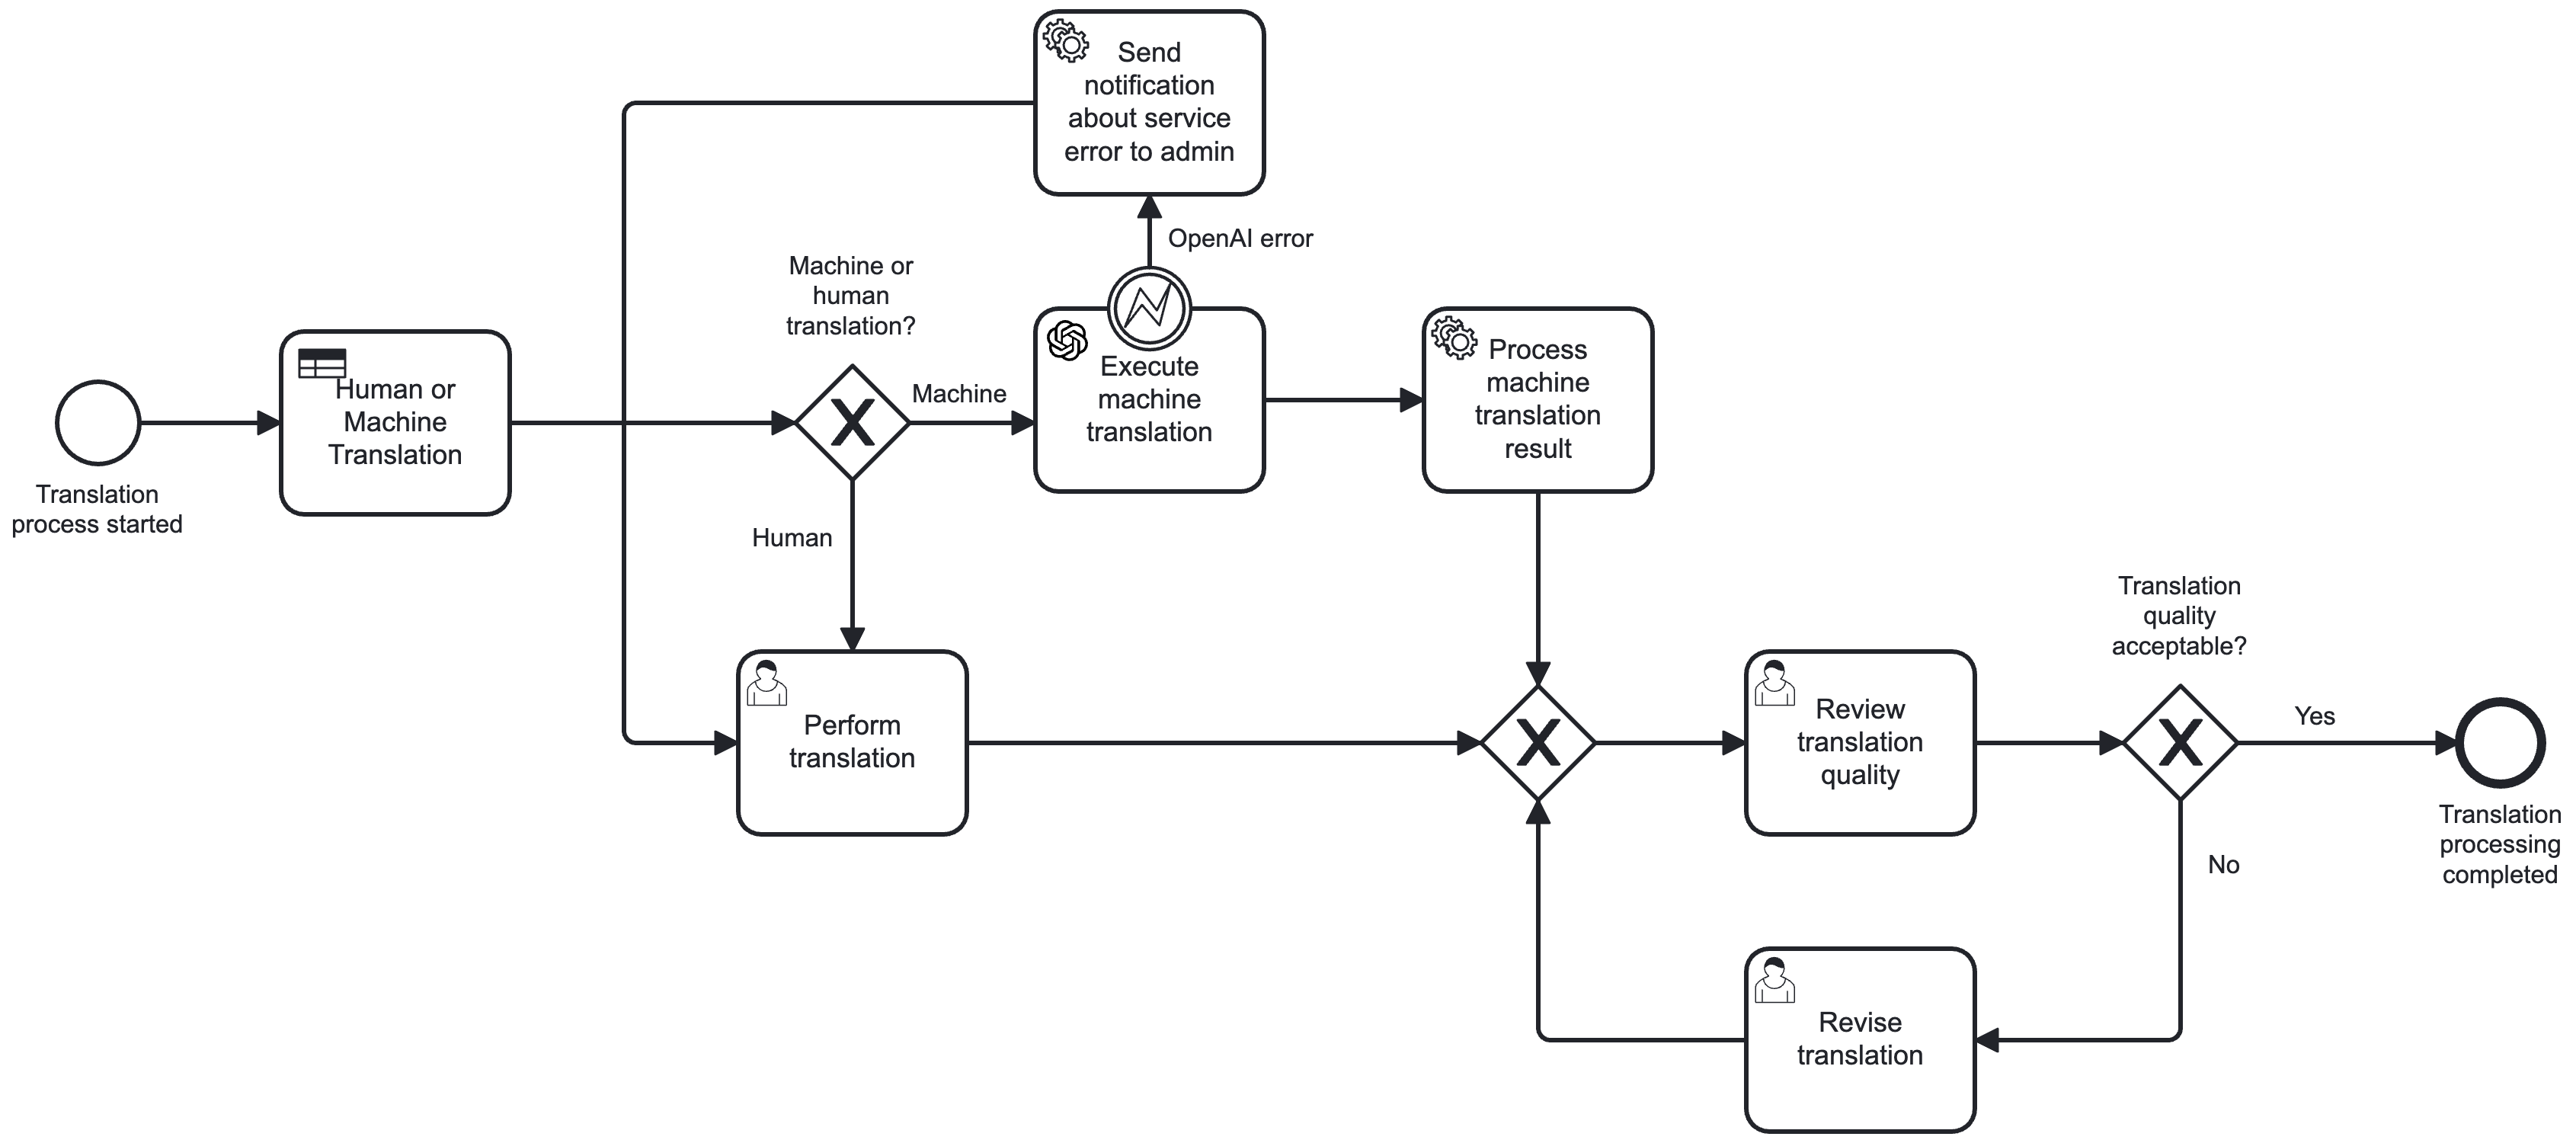 Send
notification
about service
error to admin
OpenAI error
Machine or
human
translation?
Human or
Machine
Translation
Machine
Execute
machine
translation
Process
machine
translation
result
Translation
process started
Human
Perform
translation
Review
translation
quality
Translation
quality
acceptable?
Yes
Translation
processing
completed
No
Revise
translation